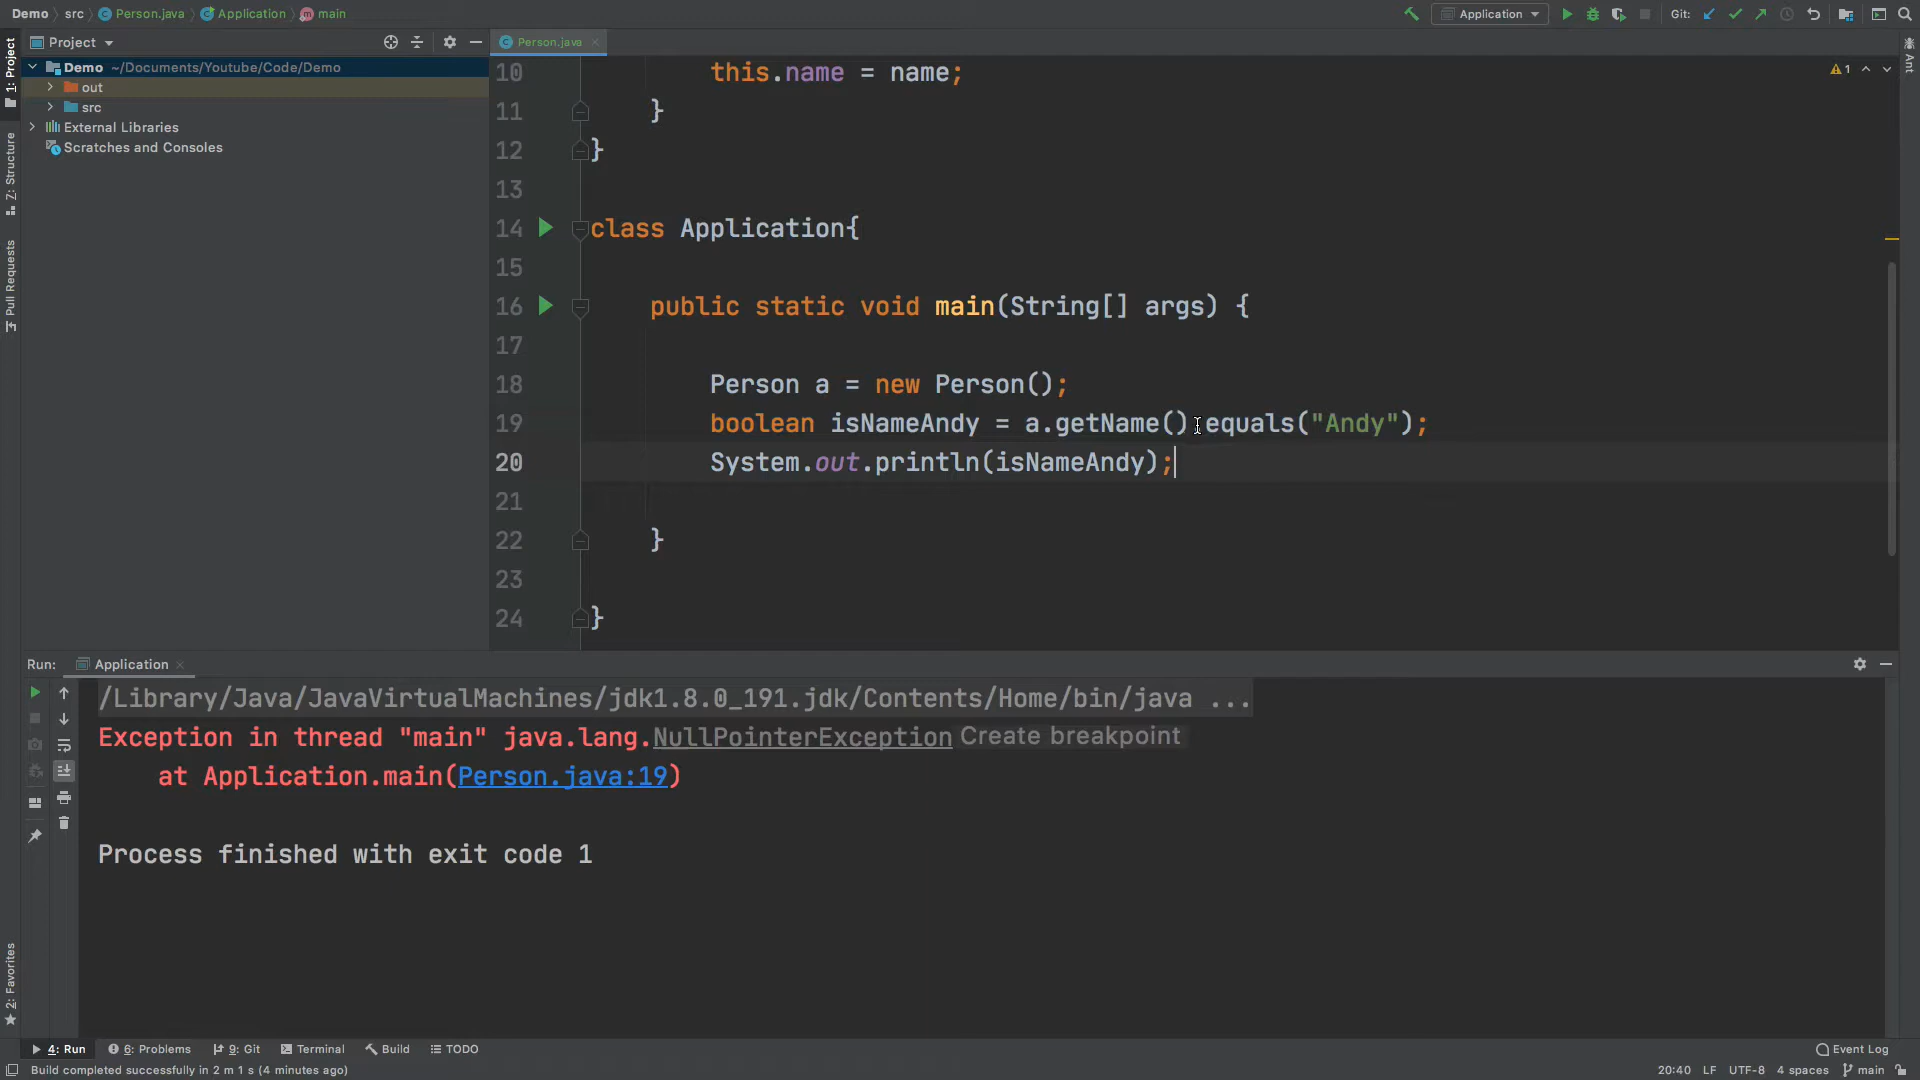 Demo src Person.java Application main
Application
Git:
Project
Person.java
1: Project
Z: Structure
Pull Requests
2: Favorites
Ant
Demo ~/Documents/Youtube/Code/Demo
out
src
External Libraries
Scratches and Consoles
1
10 this.name = name;
11 }
12 }
13
14 class Application{
15
16 public static void main(String[] args) {
17
18 Person a = new Person();
19 boolean isNameAndy = a.getName().equals("Andy");
20 System.out.println(isNameAndy);
21
22 }
23
24 }
Run: Application
/Library/Java/JavaVirtualMachines/jdk1.8.0_191.jdk/Contents/Home/bin/java ...
Exception in thread "main" java.lang.NullPointerException Create breakpoint
at Application.main(Person.java:19)
Process finished with exit code 1
4: Run 6: Problems 9: Git Terminal Build TODO Event Log
Build completed successfully in 2 m 1 s (4 minutes ago) 20:40 LF UTF-8 4 spaces main